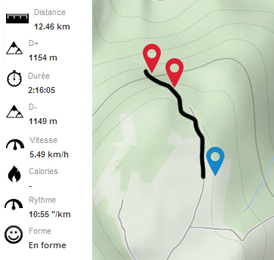 Distance
12.46 km
D+
1154 m
Durée
2:16:05
D-
1149 m
Vitesse
5.49 km/h
Calories
-
Rythme
10:55 "/km
Forme
En forme